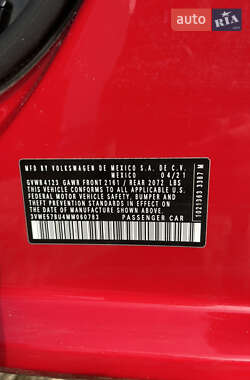 AUTO RIA
MFD. BY VOLKSWAGEN DE MEXICO S.A. DE C.V.
MEXICO 04/21
GVWR 4123 GAWR FRONT 2161 / REAR 2072 LBS
THIS VEHICLE CONFORMS TO ALL APPLICABLE U.S.
FEDERAL MOTOR VEHICLE SAFETY, BUMPER AND
THEFT PREVENTION STANDARDS IN EFFECT ON THE
DATE OF MANUFACTURE SHOWN ABOVE.
3VWE57BU4MM060783 PASSENGER CAR